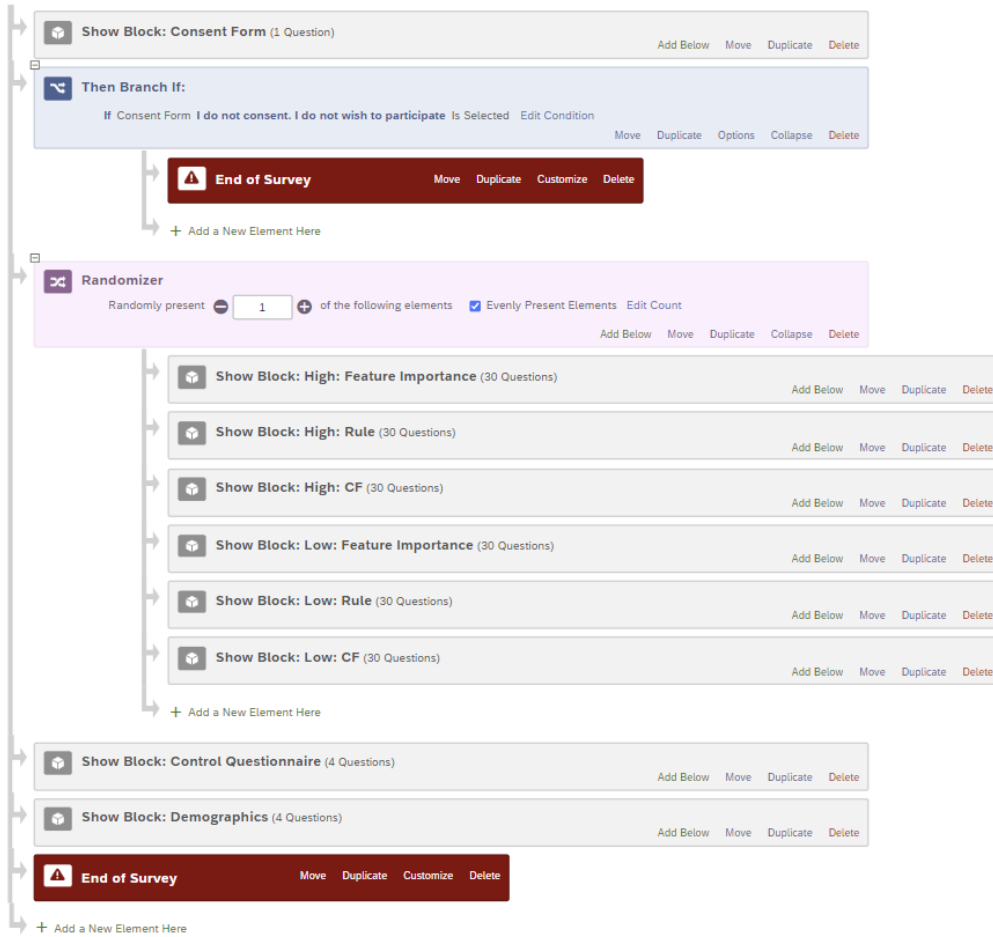 Show Block: Consent Form (1 Question)
Add Below Move Duplicate Delete
Then Branch If:
If Consent Form I do not consent. I do not wish to participate Is Selected Edit Condition
Move Duplicate Options Collapse Delete
End of Survey Move Duplicate Customize Delete
+ Add a New Element Here
Randomizer
Randomly present 1 of the following elements Evenly Present Elements Edit Count
Add Below Move Duplicate Collapse Delete
Show Block: High: Feature Importance (30 Questions)
Add Below Move Duplicate Delete
Show Block: High: Rule (30 Questions)
Add Below Move Duplicate Delete
Show Block: High: CF (30 Questions)
Add Below Move Duplicate Delete
Show Block: Low: Feature Importance (30 Questions)
Add Below Move Duplicate Delete
Show Block: Low: Rule (30 Questions)
Add Below Move Duplicate Delete
Show Block: Low: CF (30 Questions)
Add Below Move Duplicate Delete
+ Add a New Element Here
Show Block: Control Questionnaire (4 Questions)
Add Below Move Duplicate Delete
Show Block: Demographics (4 Questions)
Add Below Move Duplicate Delete
End of Survey Move Duplicate Customize Delete
+ Add a New Element Here